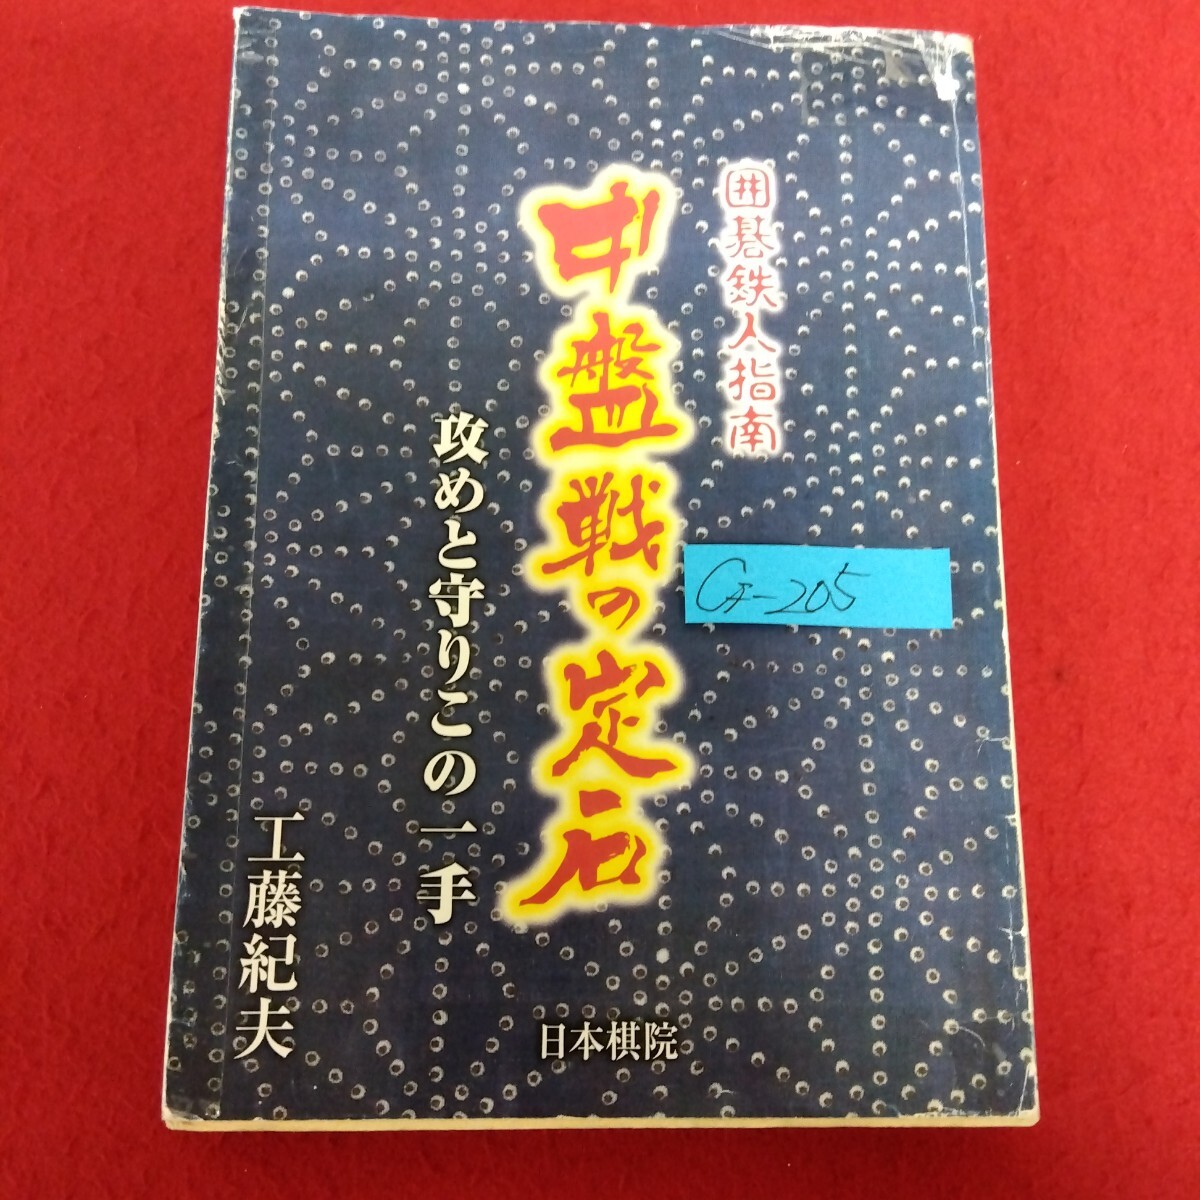 囲碁鉄人指南
中盤戦の定石
攻めと守りこの一手
工藤紀夫
日本棋院